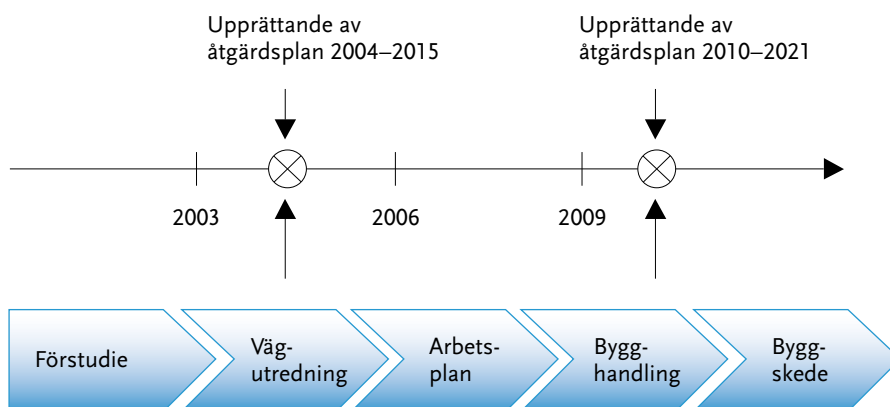 Upprättande av
åtgärdsplan 2004–2015
Upprättande av
åtgärdsplan 2010–2021
2003
2006
2009
Förstudie
Väg-
utredning
Arbets-
plan
Bygg-
handling
Bygg-
skede